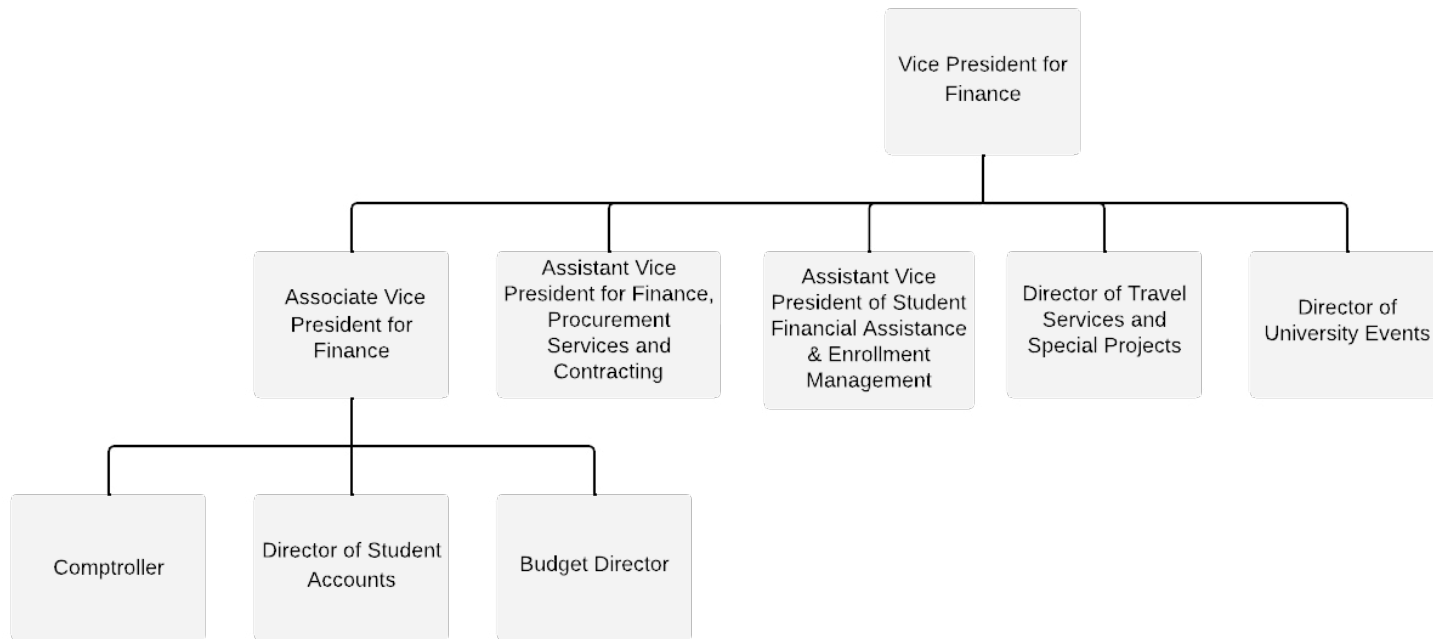 Vice President for
Finance
Associate Vice
President for
Finance
Assistant Vice
President for Finance,
Procurement
Services and
Contracting
Assistant Vice
President of Student
Financial Assistance
& Enrollment
Management
Director of Travel
Services and
Special Projects
Director of
University Events
Comptroller
Director of Student
Accounts
Budget Director